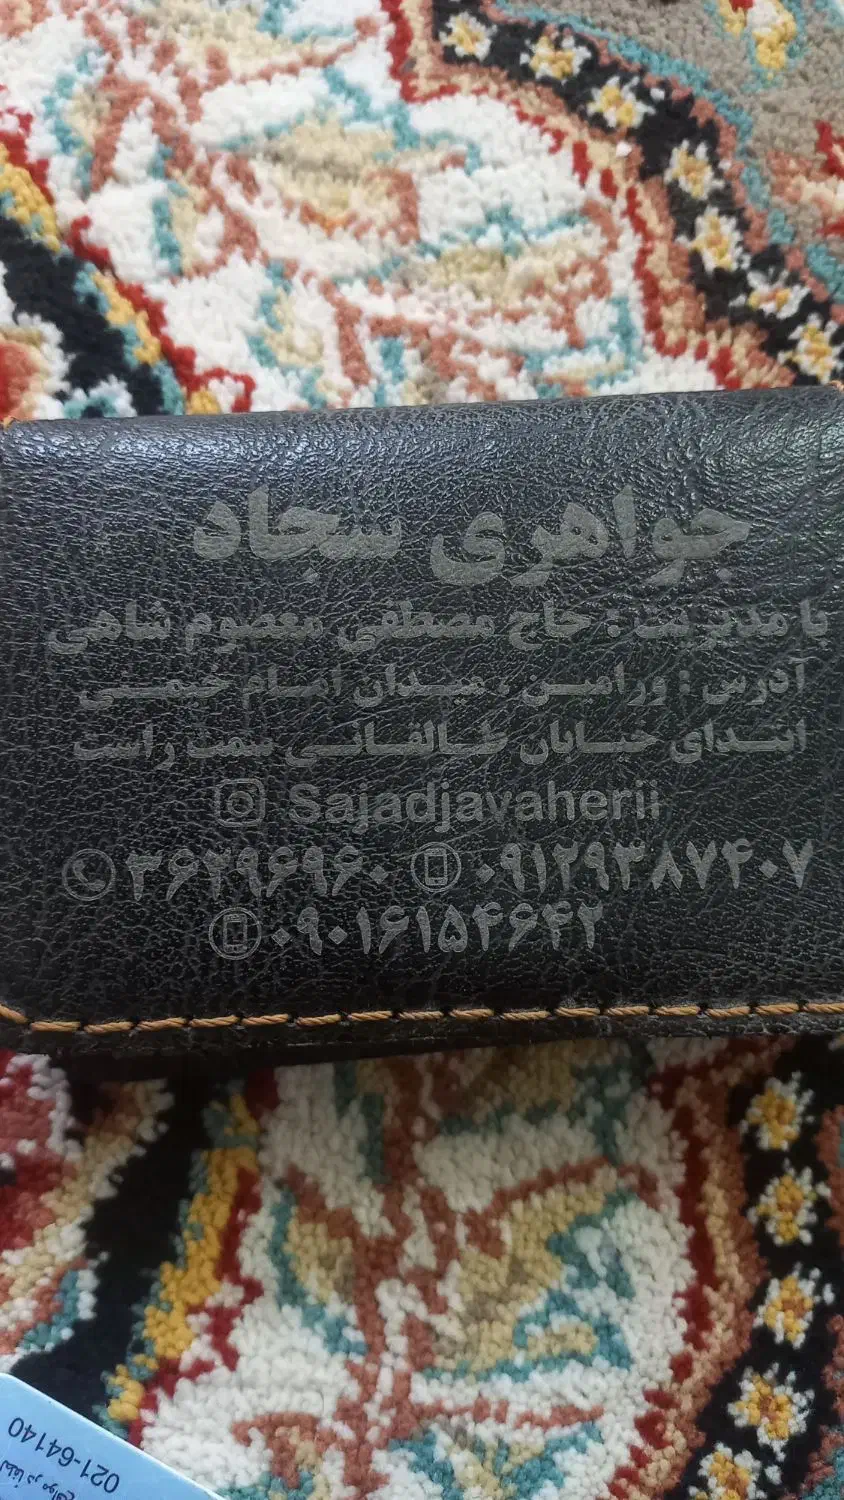 جواهری سجاد
با مدیریت : حاج مصطفی معصوم شاهی
آدرس : ورامین ، میدان امام خیمنی
ابتدای خیابان طالقانی سمت راست
Sajadjavaherii
۳۶۲۹۶۹۶۰ ۰۹۱۲۹۳۸۷۴۰۷
۰۹۰۱۶۱۵۴۶۴۲
021-64140